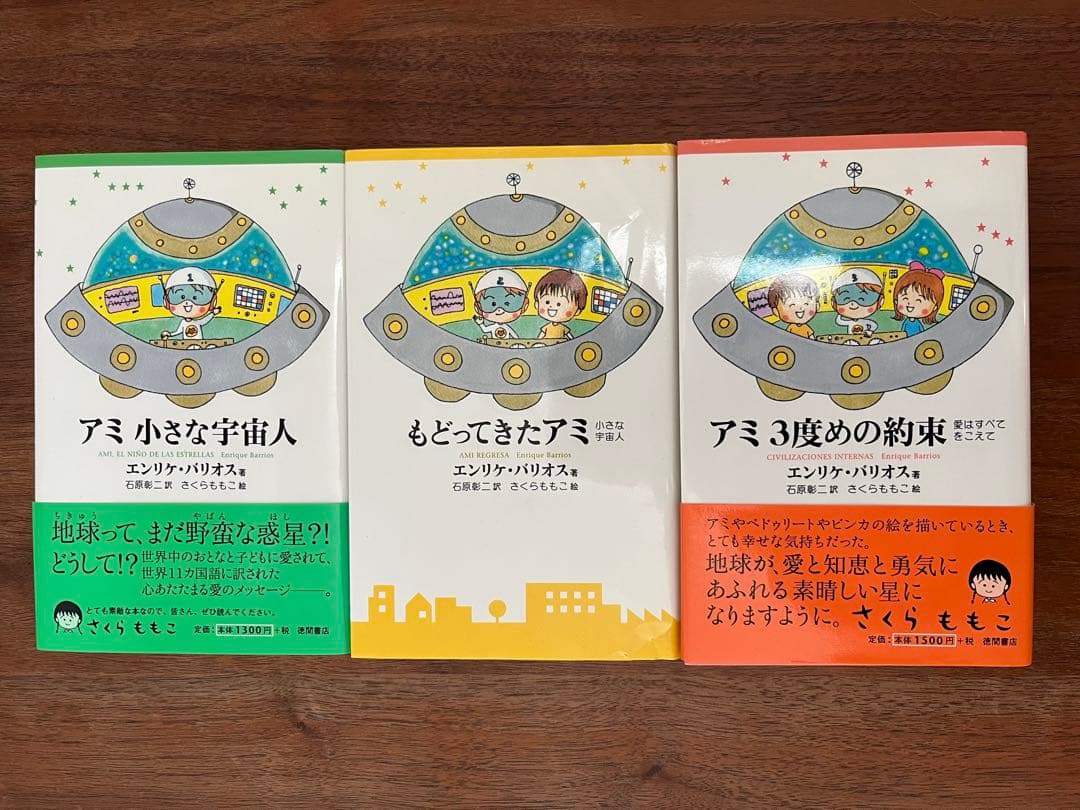 1
アミ 小さな宇宙人
AMI, EL NIÑO DE LAS ESTRELLAS Enrique Barrios
エンリケ・バリオス著
石原彰二訳 さくらももこ絵
ちきゅう やばん ほし
地球って、まだ野蛮な惑星?!
どうして!?
世界中のおとなと子どもに愛されて、
世界11カ国語に訳された
心あたたまる愛のメッセージ――。
とても素敵な本なので、皆さん、ぜひ読んでください。
さくらももこ
定価:本体1300円+税 徳間書店
2
もどってきたアミ 小さな
宇宙人
AMI REGRESA Enrique Barrios
エンリケ・バリオス著
石原彰二訳 さくらももこ絵
3
アミ 3度めの約束 愛はすべて
をこえて
CIVILIZACIONES INTERNAS Enrique Barrios
エンリケ・バリオス著
石原彰二訳 さくらももこ絵
アミやペドゥリートやビンカの絵を描いているとき、
とても幸せな気持ちだった。
地球が、愛と知恵と勇気に
あふれる素晴しい星に
なりますように。さくらももこ
定価:本体1500円+税 徳間書店